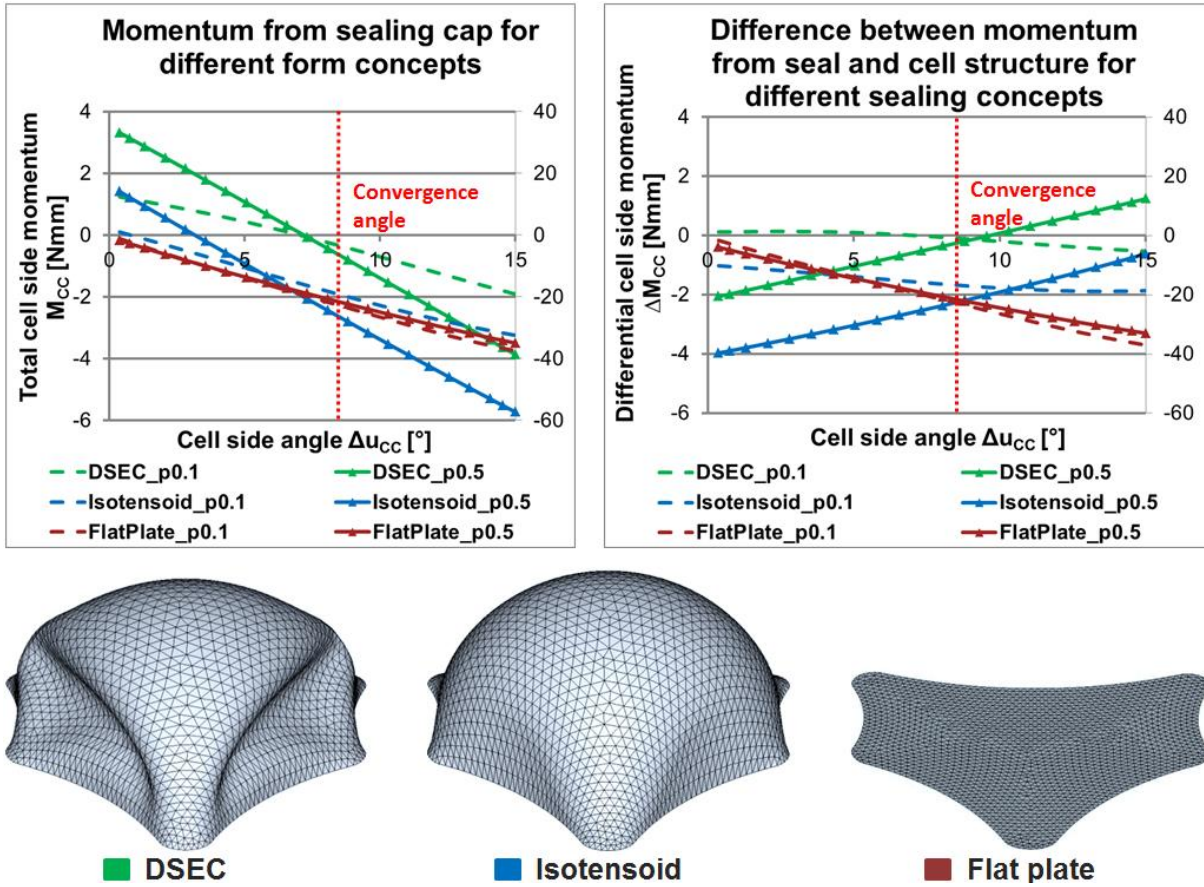 Momentum from sealing cap for
different form concepts
Total cell side momentum
M_CC [Nmm]
4
2
0
-2
-4
-6
40
20
0
-20
-40
-60
0
5
10
15
Convergence
angle
Cell side angle Δu_CC [°]
DSEC_p0.1
DSEC_p0.5
Isotensoid_p0.1
Isotensoid_p0.5
FlatPlate_p0.1
FlatPlate_p0.5
Difference between momentum
from seal and cell structure for
different sealing concepts
Differential cell side momentum
ΔM_CC [Nmm]
4
2
0
-2
-4
-6
40
20
0
-20
-40
-60
0
5
10
15
Convergence
angle
Cell side angle Δu_CC [°]
DSEC_p0.1
DSEC_p0.5
Isotensoid_p0.1
Isotensoid_p0.5
FlatPlate_p0.1
FlatPlate_p0.5
DSEC
Isotensoid
Flat plate